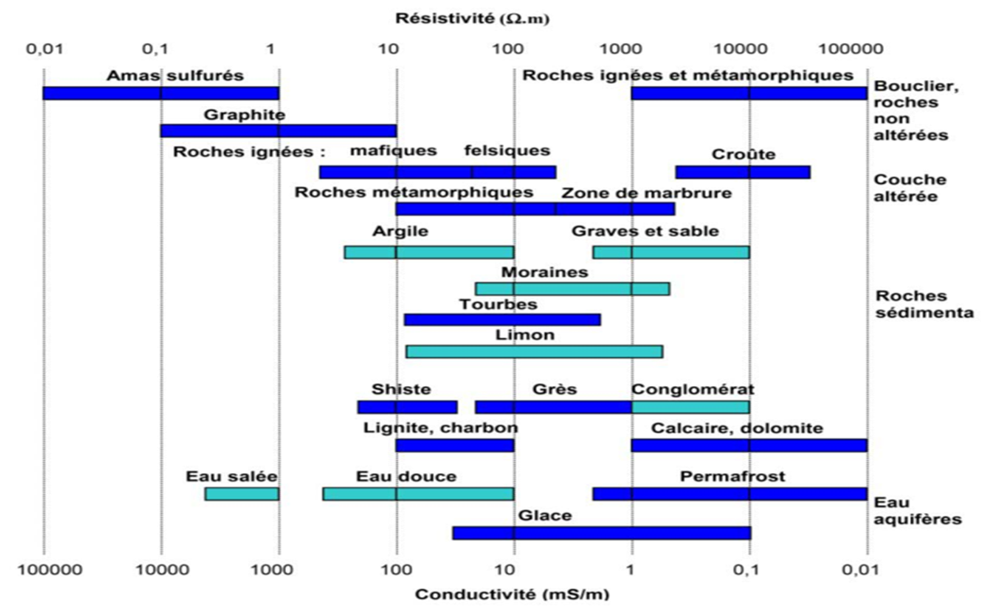 Résistivité (Ω.m)
0,01 0,1 1 10 100 1000 10000 100000
Amas sulfurés Roches ignées et métamorphiques
Bouclier,
roches
non
altérées
Graphite
Roches ignées : mafiques felsiques Croûte
Couche
altérée
Roches métamorphiques Zone de marbrure
Argile Graves et sable
Moraines
Roches
sédimenta
Tourbes
Limon
Shiste Grès Conglomérat
Lignite, charbon Calcaire, dolomite
Eau salée Eau douce Permafrost
Eau
aquifères
Glace
100000 10000 1000 100 10 1 0,1 0,01
Conductivité (mS/m)